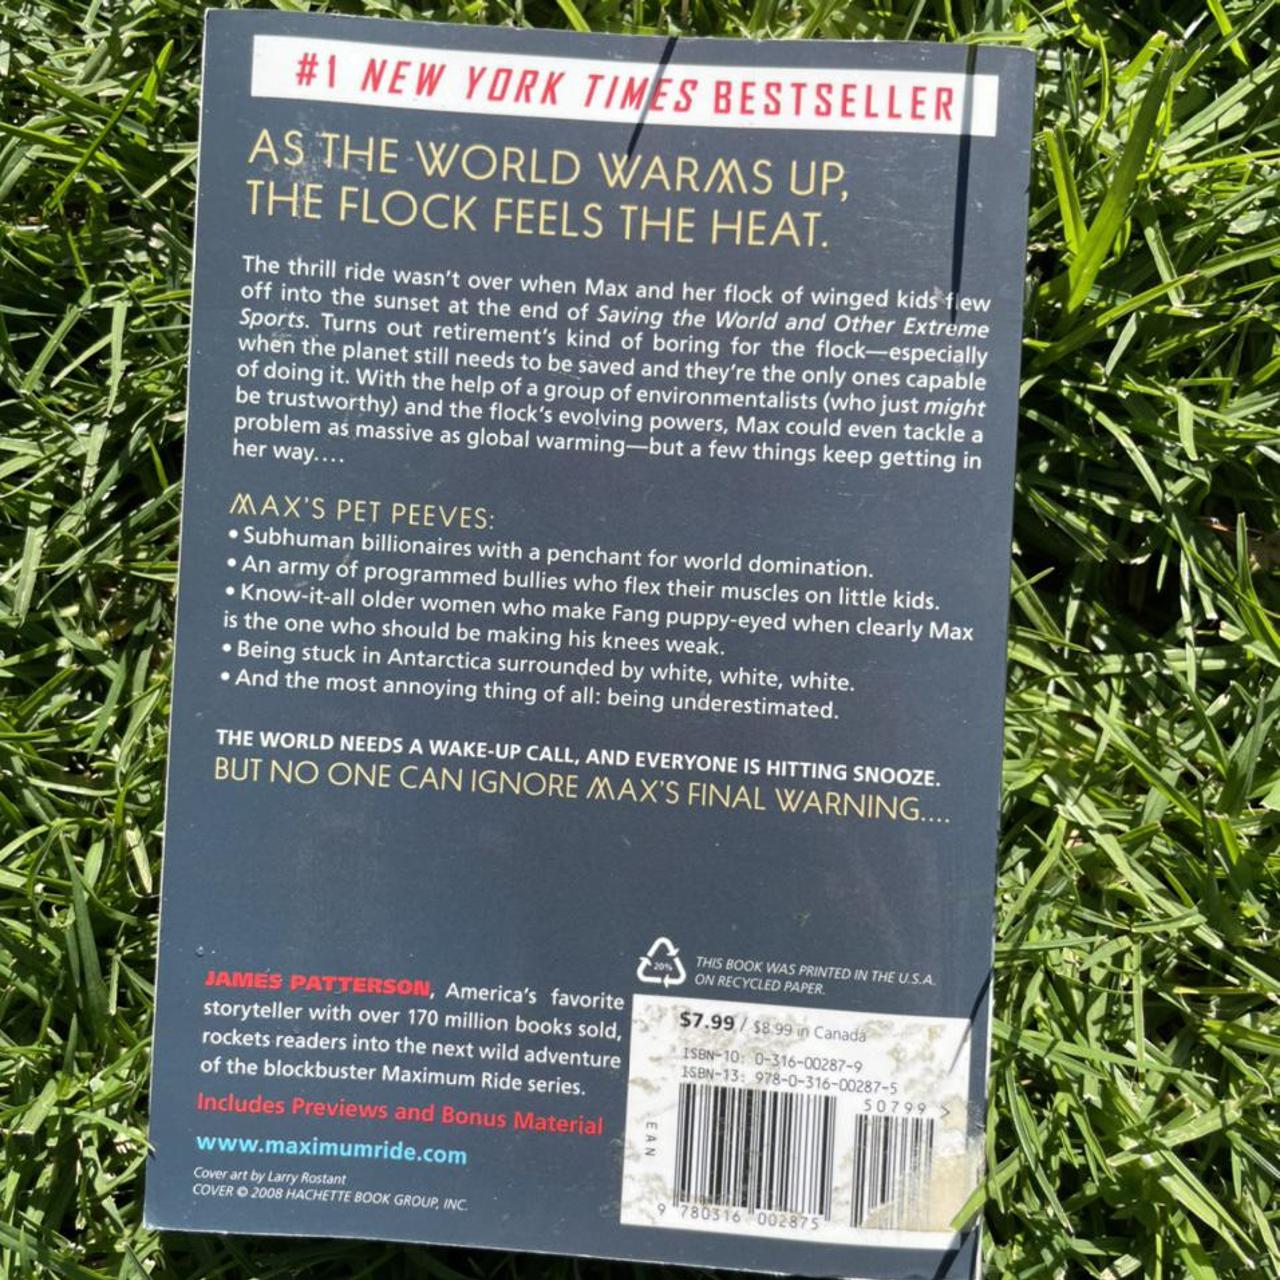 #1 NEW YORK TIMES BESTSELLER
AS THE WORLD WARMS UP,
THE FLOCK FEELS THE HEAT.
The thrill ride wasn't over when Max and her flock of winged kids flew
off into the sunset at the end of Saving the World and Other Extreme
Sports. Turns out retirement's kind of boring for the flock—especially
when the planet still needs to be saved and they're the only ones capable
of doing it. With the help of a group of environmentalists (who just might
be trustworthy) and the flock's evolving powers, Max could even tackle a
problem as massive as global warming—but a few things keep getting in
her way....
MAX'S PET PEEVES:
• Subhuman billionaires with a penchant for world domination.
• An army of programmed bullies who flex their muscles on little kids.
• Know-it-all older women who make Fang puppy-eyed when clearly Max
is the one who should be making his knees weak.
• Being stuck in Antarctica surrounded by white, white, white.
• And the most annoying thing of all: being underestimated.
THE WORLD NEEDS A WAKE-UP CALL, AND EVERYONE IS HITTING SNOOZE.
BUT NO ONE CAN IGNORE MAX'S FINAL WARNING....
JAMES PATTERSON, America's favorite
storyteller with over 170 million books sold,
rockets readers into the next wild adventure
of the blockbuster Maximum Ride series.
Includes Previews and Bonus Material
www.maximumride.com
Cover art by Larry Rostant
COVER © 2008 HACHETTE BOOK GROUP, INC.
20%
THIS BOOK WAS PRINTED IN THE U.S.A.
ON RECYCLED PAPER.
$7.99 / $8.99 in Canada
ISBN-10: 0-316-00287-9
ISBN-13: 978-0-316-00287-5
50799 >
EAN
9 780316 002875